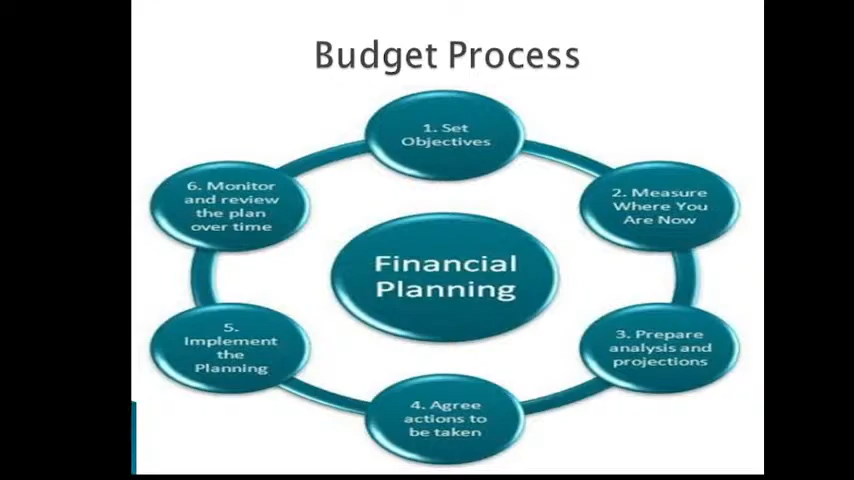 Budget Process
1. Set
Objectives
2. Measure
Where You
Are Now
3. Prepare
analysis and
projections
4. Agree
actions to
be taken
5.
Implement
the
Planning
6. Monitor
and review
the plan
over time
Financial
Planning